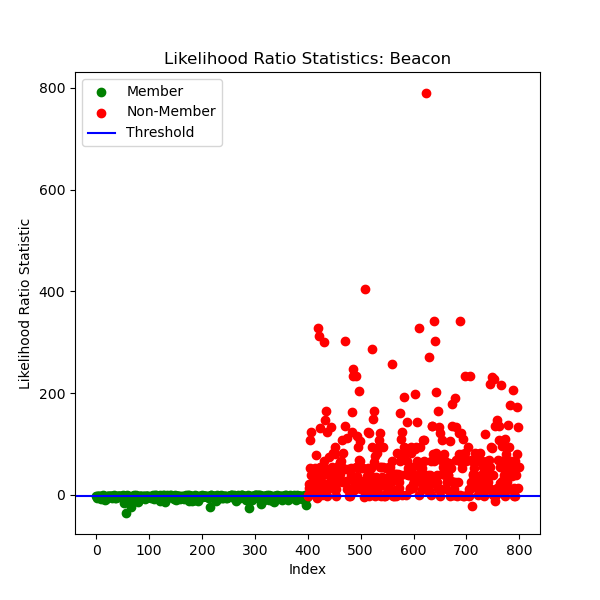 Likelihood Ratio Statistics: Beacon
Member
Non-Member
Threshold
800
600
400
200
0
Likelihood Ratio Statistic
0 100 200 300 400 500 600 700 800
Index